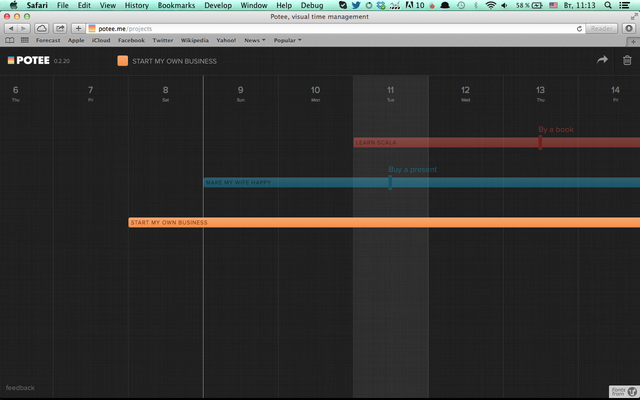 Safari File Edit View History Bookmarks Develop Window Help Debug 10 58 % Вт, 11:13
Potee, visual time management
potee.me/projects Reader
Forecast Apple iCloud Facebook Twitter Wikipedia Yahoo! News Popular
POTEE 0.2.20 START MY OWN BUSINESS
6 7 8 9 10 11 12 13 14
Thu Fri Sat Sun Mon Tue Wed Thu Fri
By a book
LEARN SCALA
Buy a present
MAKE MY WIFE HAPPY
START MY OWN BUSINESS
feedback
Fonts from